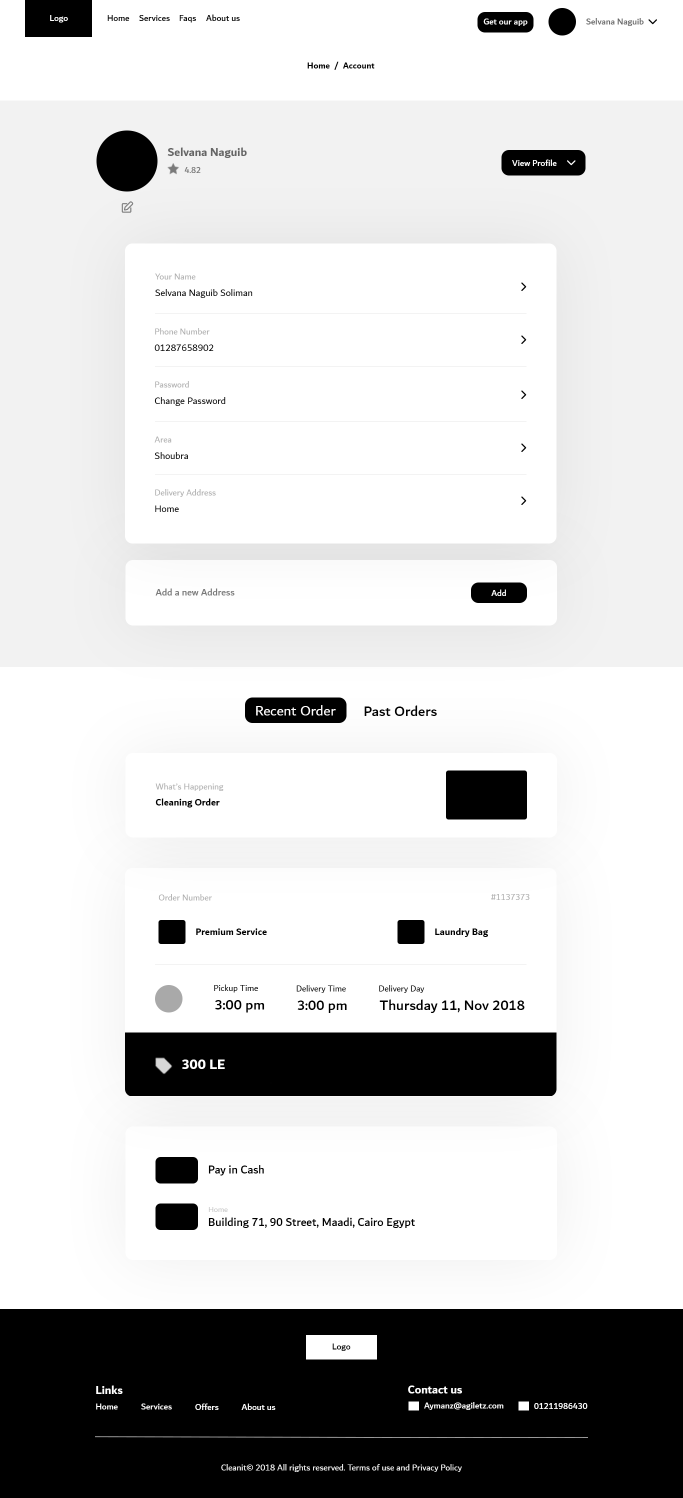 Logo
Home Services Faqs About us
Get our app
Selvana Naguib
Home / Account
Selvana Naguib
4.82
View Profile
Your Name
Selvana Naguib Soliman
Phone Number
01287658902
Password
Change Password
Area
Shoubra
Delivery Address
Home
Add a new Address
Add
Recent Order
Past Orders
What's Happening
Cleaning Order
Order Number
#1137373
Premium Service
Laundry Bag
Pickup Time
3:00 pm
Delivery Time
3:00 pm
Delivery Day
Thursday 11, Nov 2018
300 LE
Pay in Cash
Home
Building 71, 90 Street, Maadi, Cairo Egypt
Logo
Links
Home Services Offers About us
Contact us
Aymanz@agiletz.com
01211986430
Cleanit© 2018 All rights reserved. Terms of use and Privacy Policy